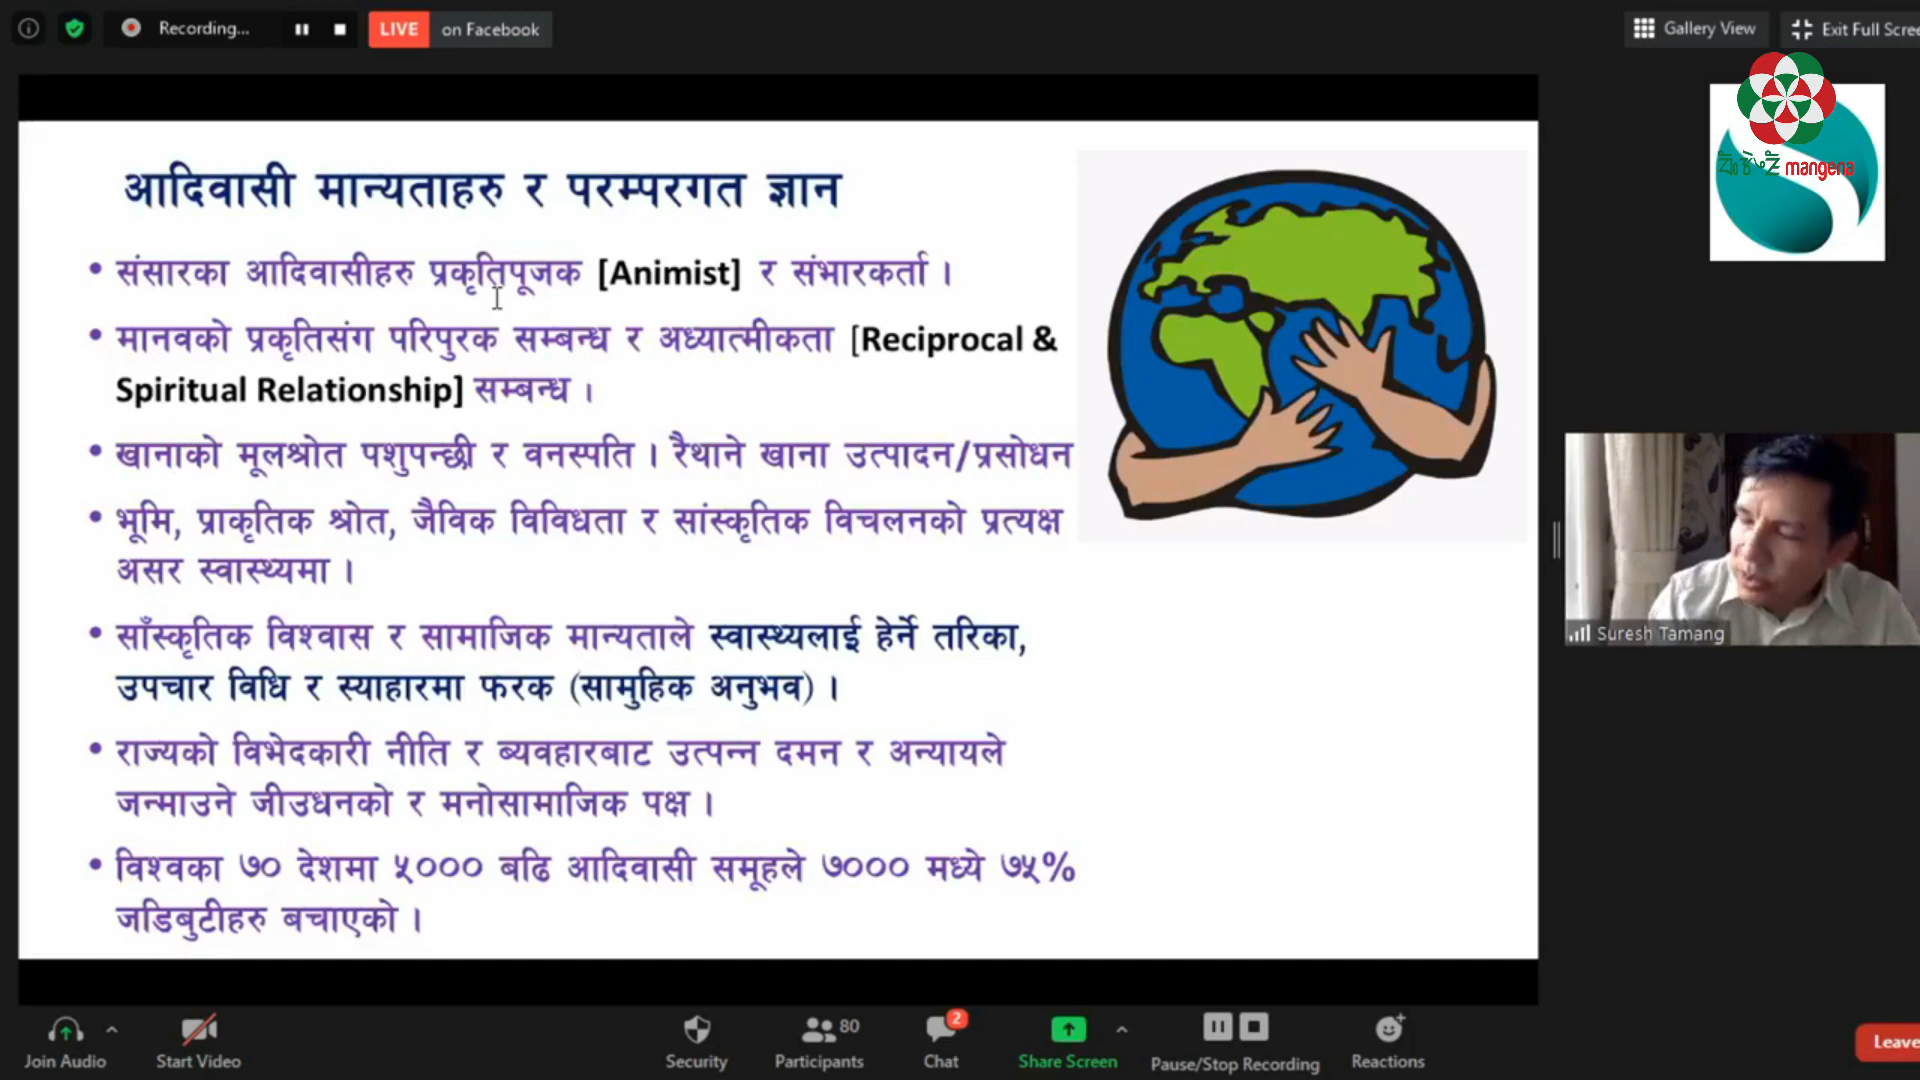 Recording...
LIVE on Facebook
Gallery View
Exit Full Scree
mangena
आदिवासी मान्यताहरु र परम्परगत ज्ञान
• संसारका आदिवासीहरु प्रकृतिपूजक [Animist] र संभारकर्ता ।
• मानवको प्रकृतिसंग परिपुरक सम्बन्ध र अध्यात्मीकता [Reciprocal &
Spiritual Relationship] सम्बन्ध ।
• खानाको मूलश्रोत पशुपन्छी र वनस्पति । रैथाने खाना उत्पादन/प्रसोधन
• भूमि, प्राकृतिक श्रोत, जैविक विविधता र सांस्कृतिक विचलनको प्रत्यक्ष
असर स्वास्थ्यमा ।
• साँस्कृतिक विश्वास र सामाजिक मान्यताले स्वास्थ्यलाई हेर्ने तरिका,
उपचार विधि र स्याहारमा फरक (सामुहिक अनुभव) ।
• राज्यको विभेदकारी नीति र ब्यवहारबाट उत्पन्न दमन र अन्यायले
जन्माउने जीउधनको र मनोसामाजिक पक्ष ।
• विश्वका ७० देशमा ५००० बढि आदिवासी समूहले ७००० मध्ये ७५%
जडिबुटीहरु बचाएको ।
Suresh Tamang
Join Audio
Start Video
Security
80
Participants
2
Chat
Share Screen
Pause/Stop Recording
Reactions
Leave